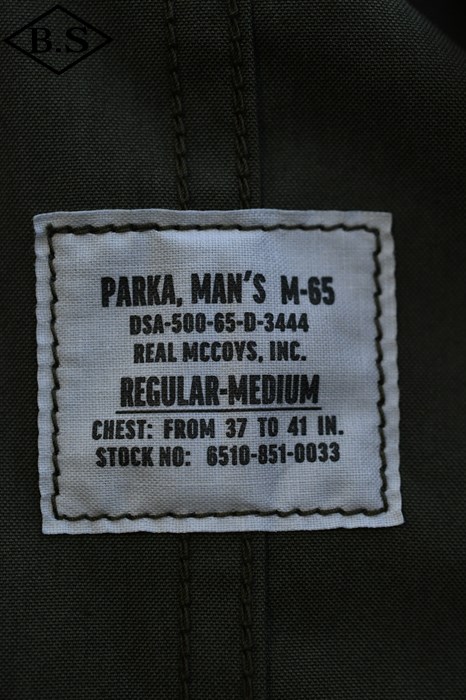 B.S
PARKA, MAN'S M-65
DSA-500-65-D-3444
REAL MCCOYS, INC.
REGULAR-MEDIUM
CHEST: FROM 37 TO 41 IN.
STOCK NO: 6510-851-0033